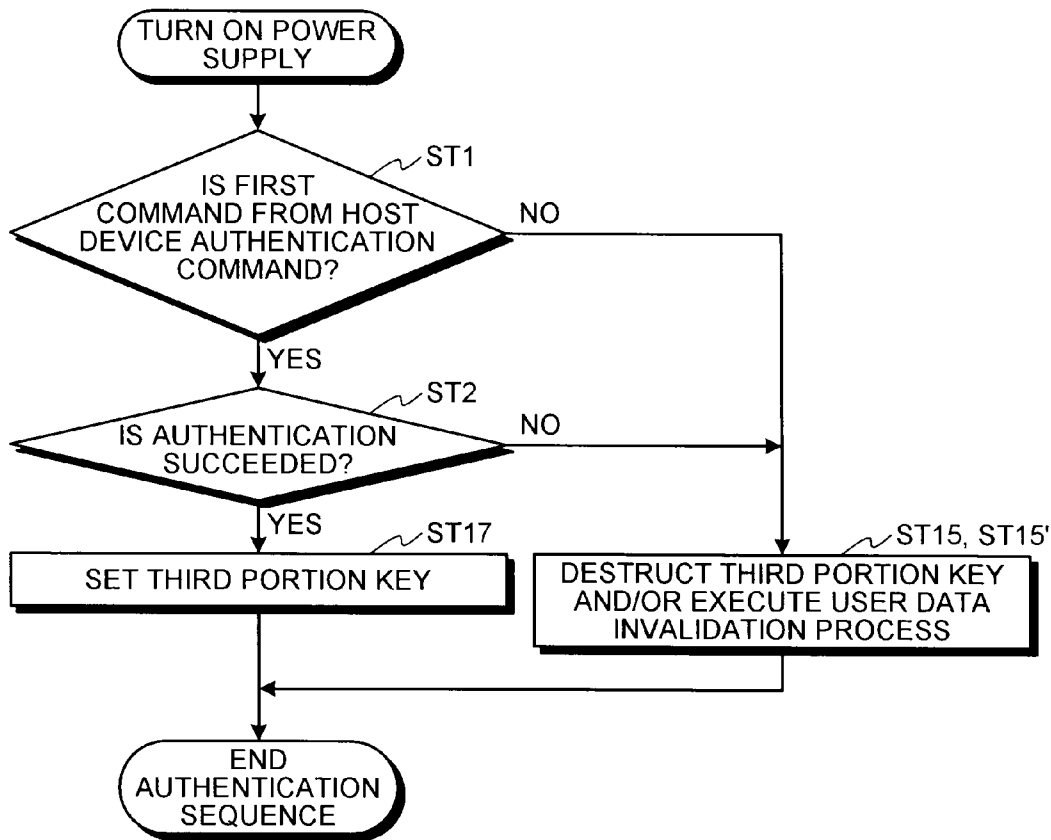 TURN ON POWER
SUPPLY
ST1
IS FIRST
COMMAND FROM HOST
DEVICE AUTHENTICATION
COMMAND?
NO
YES
ST2
IS AUTHENTICATION
SUCCEEDED?
NO
YES
ST17
SET THIRD PORTION KEY
ST15, ST15'
DESTRUCT THIRD PORTION KEY
AND/OR EXECUTE USER DATA
INVALIDATION PROCESS
END
AUTHENTICATION
SEQUENCE